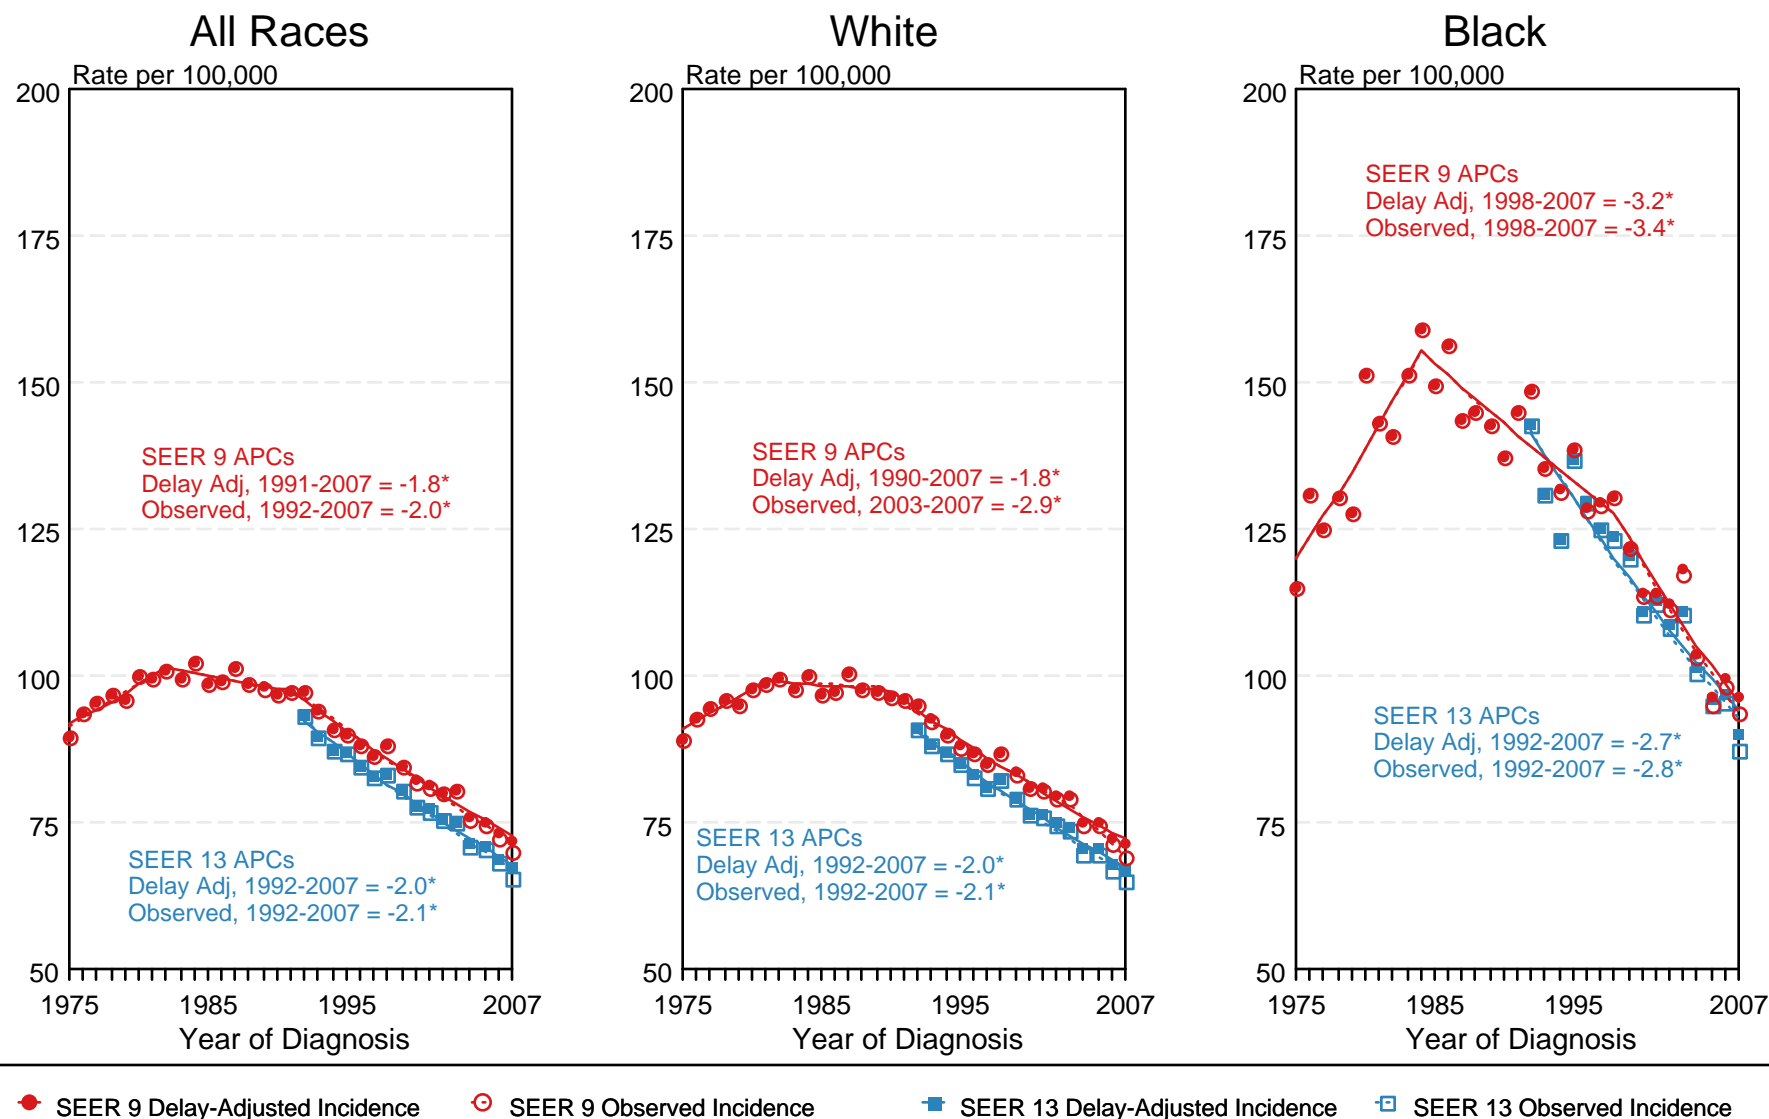 All Races
Rate per 100,000
200
175
150
125
100
75
50
SEER 9 APCs
Delay Adj, 1991-2007 = -1.8*
Observed, 1992-2007 = -2.0*
SEER 13 APCs
Delay Adj, 1992-2007 = -2.0*
Observed, 1992-2007 = -2.1*
1975 1985 1995 2007
Year of Diagnosis
White
Rate per 100,000
200
175
150
125
100
75
50
SEER 9 APCs
Delay Adj, 1990-2007 = -1.8*
Observed, 2003-2007 = -2.9*
SEER 13 APCs
Delay Adj, 1992-2007 = -2.0*
Observed, 1992-2007 = -2.1*
1975 1985 1995 2007
Year of Diagnosis
Black
Rate per 100,000
200
175
150
125
100
75
50
SEER 9 APCs
Delay Adj, 1998-2007 = -3.2*
Observed, 1998-2007 = -3.4*
SEER 13 APCs
Delay Adj, 1992-2007 = -2.7*
Observed, 1992-2007 = -2.8*
1975 1985 1995 2007
Year of Diagnosis
SEER 9 Delay-Adjusted Incidence SEER 9 Observed Incidence SEER 13 Delay-Adjusted Incidence SEER 13 Observed Incidence